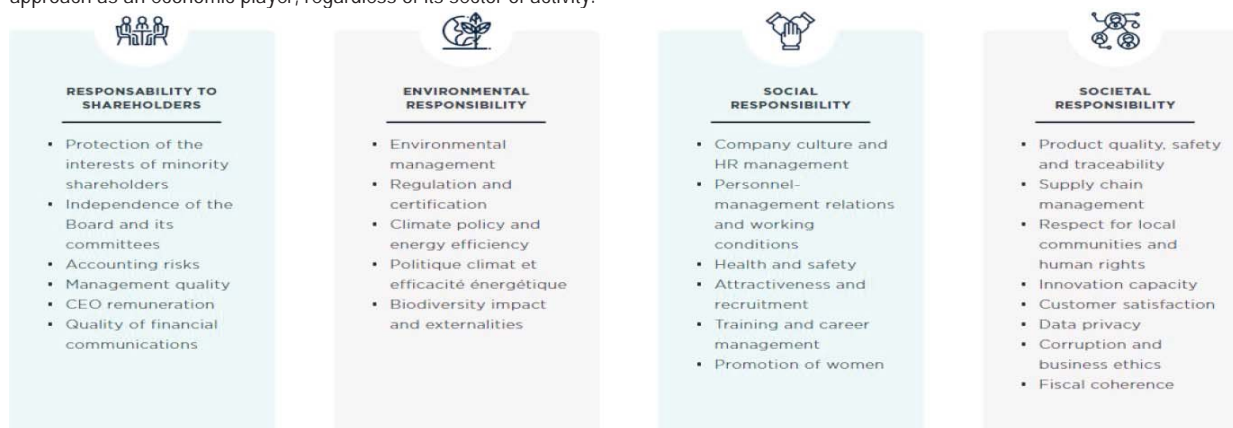 approach as an economic player, regardless of its sector of activity.
RESPONSABILITY TO
SHAREHOLDERS
▪ Protection of the
interests of minority
shareholders
▪ Independence of the
Board and its
committees
▪ Accounting risks
▪ Management quality
▪ CEO remuneration
▪ Quality of financial
communications
ENVIRONMENTAL
RESPONSIBILITY
▪ Environmental
management
▪ Regulation and
certification
▪ Climate policy and
energy efficiency
▪ Politique climat et
efficacité énergétique
▪ Biodiversity impact
and externalities
SOCIAL
RESPONSIBILITY
▪ Company culture and
HR management
▪ Personnel-
management relations
and working
conditions
▪ Health and safety
▪ Attractiveness and
recruitment
▪ Training and career
management
▪ Promotion of women
SOCIETAL
RESPONSIBILITY
▪ Product quality, safety
and traceability
▪ Supply chain
management
▪ Respect for local
communities and
human rights
▪ Innovation capacity
▪ Customer satisfaction
▪ Data privacy
▪ Corruption and
business ethics
▪ Fiscal coherence